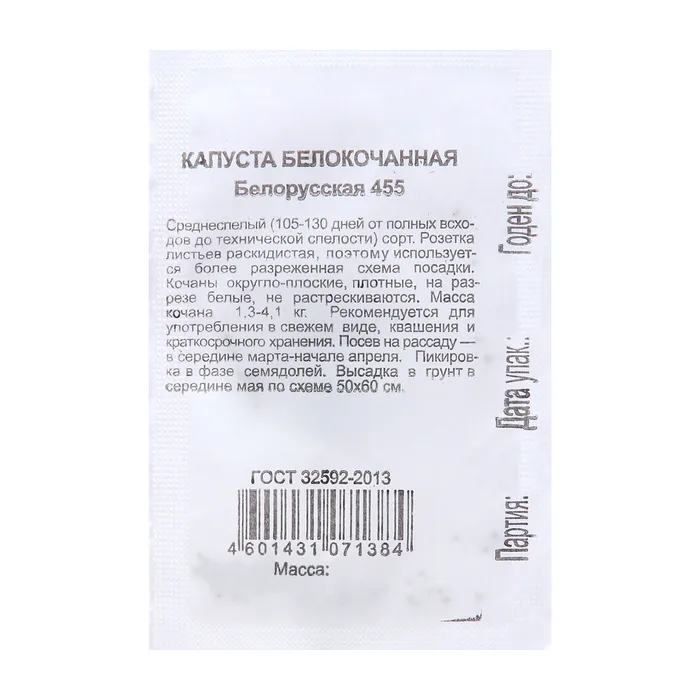 КАПУСТА БЕЛОКОЧАННАЯ
Белорусская 455
Среднеспелый (105-130 дней от полных всхо-
дов до технической спелости) сорт. Розетка
листьев раскидистая, поэтому использует-
ся более разреженная схема посадки.
Кочаны округло-плоские, плотные, на раз-
резе белые, не растрескиваются. Масса
кочана 1,3-4,1 кг. Рекомендуется для
употребления в свежем виде, квашения и
краткосрочного хранения. Посев на рассаду —
в середине марта-начале апреля. Пикиров-
ка в фазе семядолей. Высадка в грунт в
середине мая по схеме 50х60 см.
ГОСТ 32592-2013
4 601431 071384
Масса:
Партия:
Дата упак.:
Годен до: